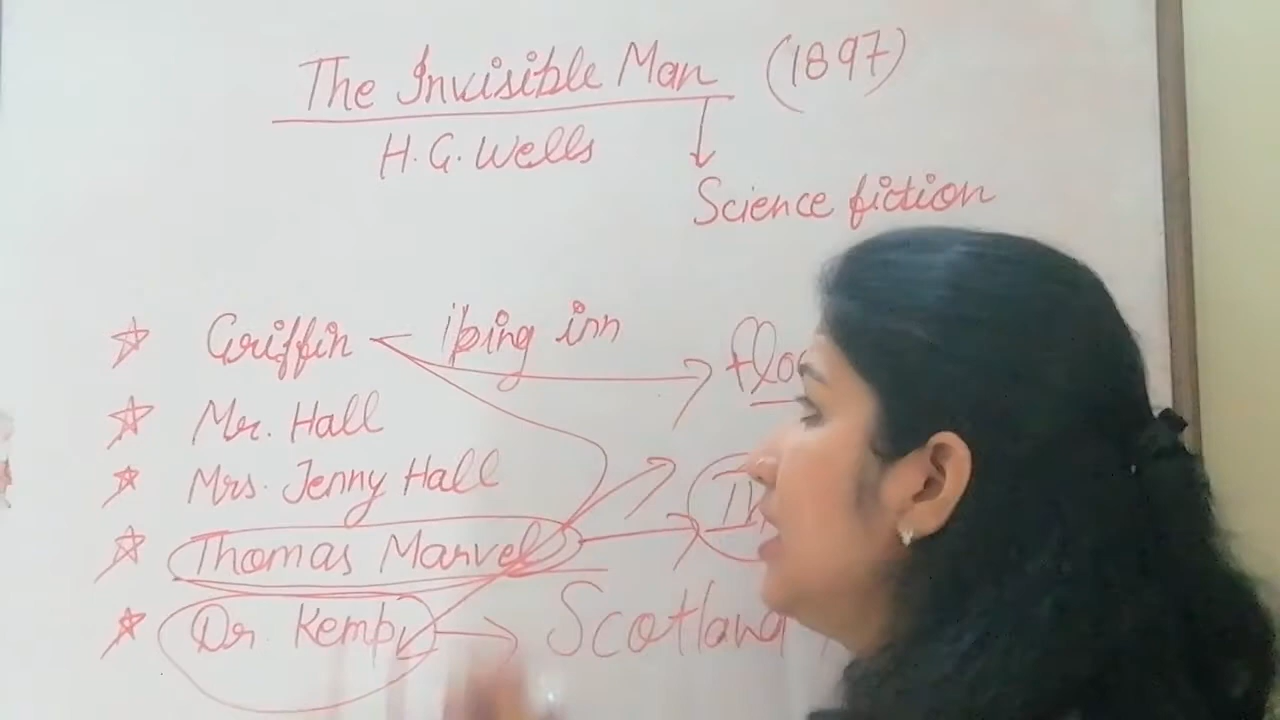 The Invisible Man (1897)
H.G. Wells
Science fiction
Griffin Iping inn
Mr. Hall
Mrs. Jenny Hall
Thomas Marvel
Dr. Kemp Scotland